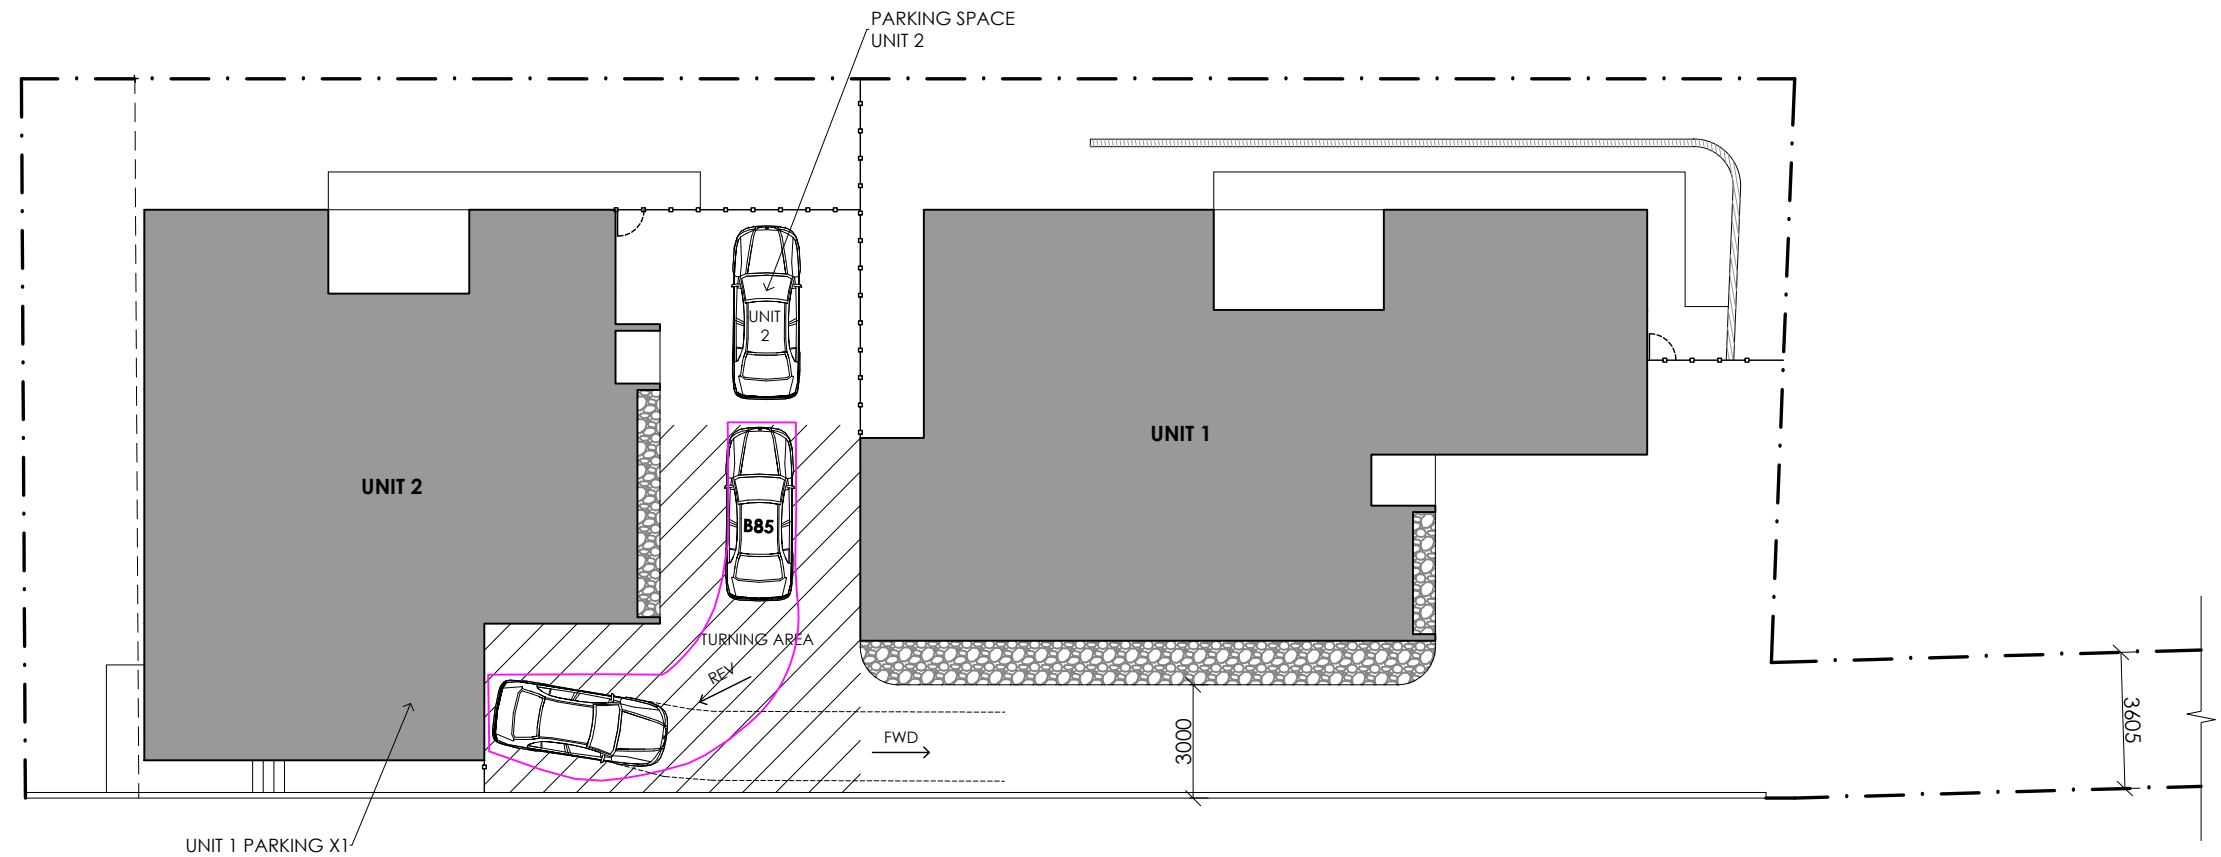 PARKING SPACE
UNIT 2
UNIT
2
UNIT 1
UNIT 2
B85
TURNING AREA
REV
FWD
3000
3605
UNIT 1 PARKING X1